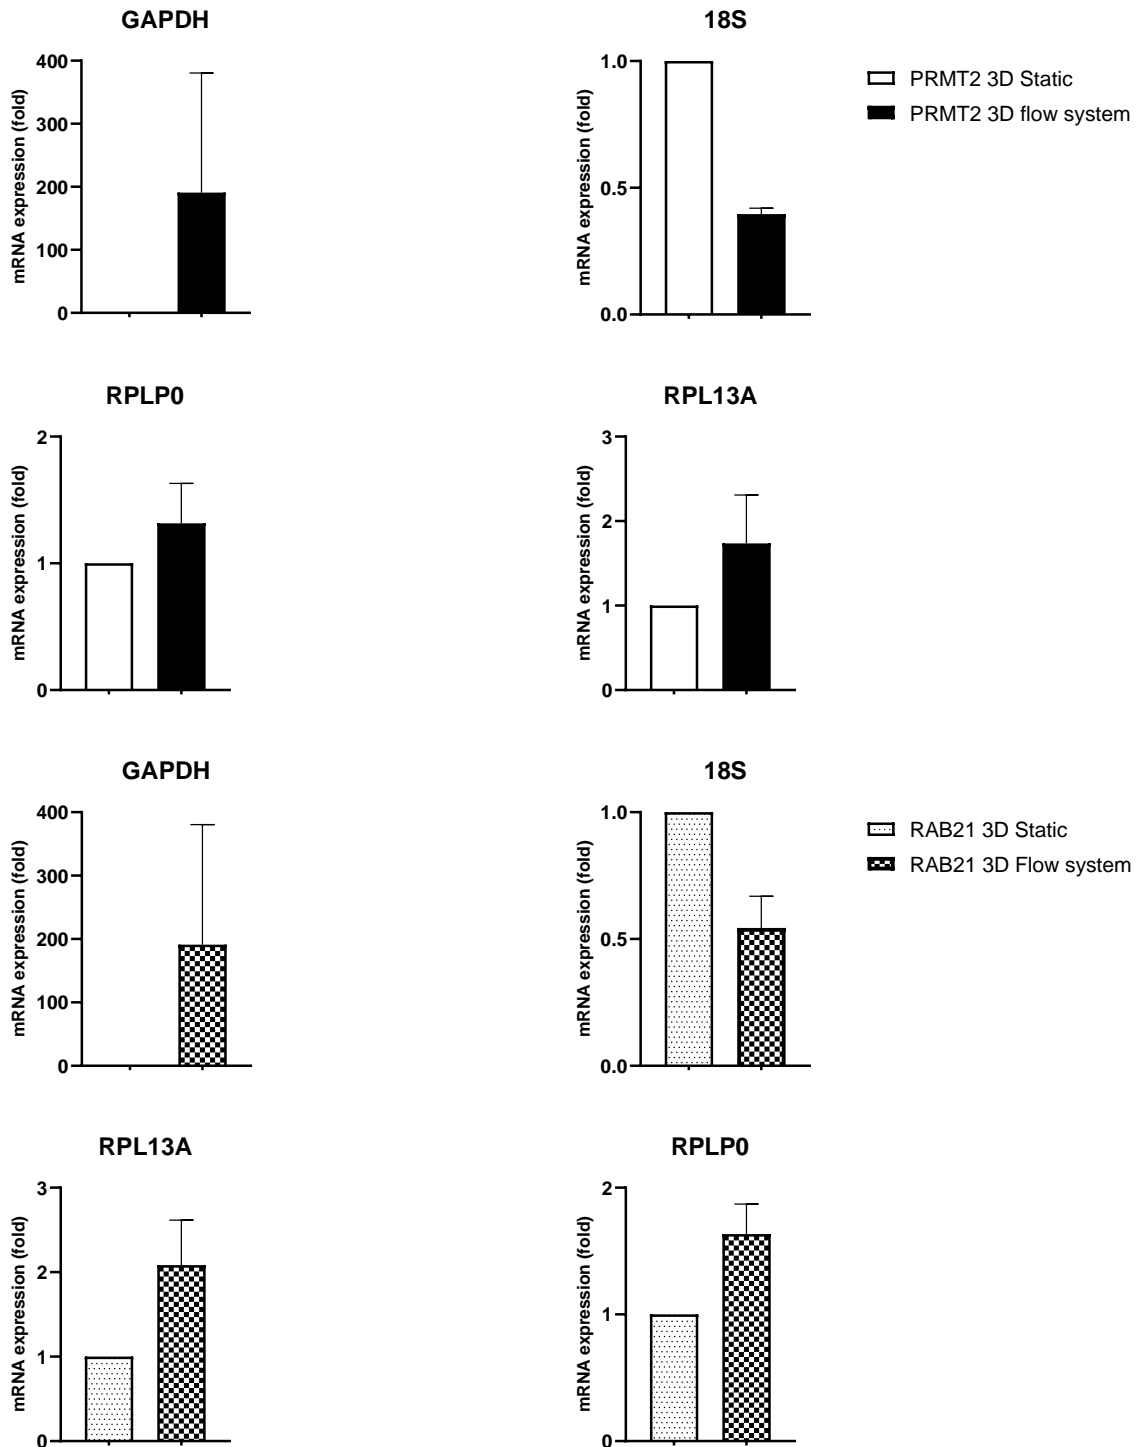 GAPDH
mRNA expression (fold)
400
300
200
100
0
18S
mRNA expression (fold)
1.0
0.5
0.0
PRMT2 3D Static
PRMT2 3D flow system
RPLP0
mRNA expression (fold)
2
1
0
RPL13A
mRNA expression (fold)
3
2
1
0
GAPDH
mRNA expression (fold)
400
300
200
100
0
18S
mRNA expression (fold)
1.0
0.5
0.0
RAB21 3D Static
RAB21 3D Flow system
RPL13A
mRNA expression (fold)
3
2
1
0
RPLP0
mRNA expression (fold)
2
1
0